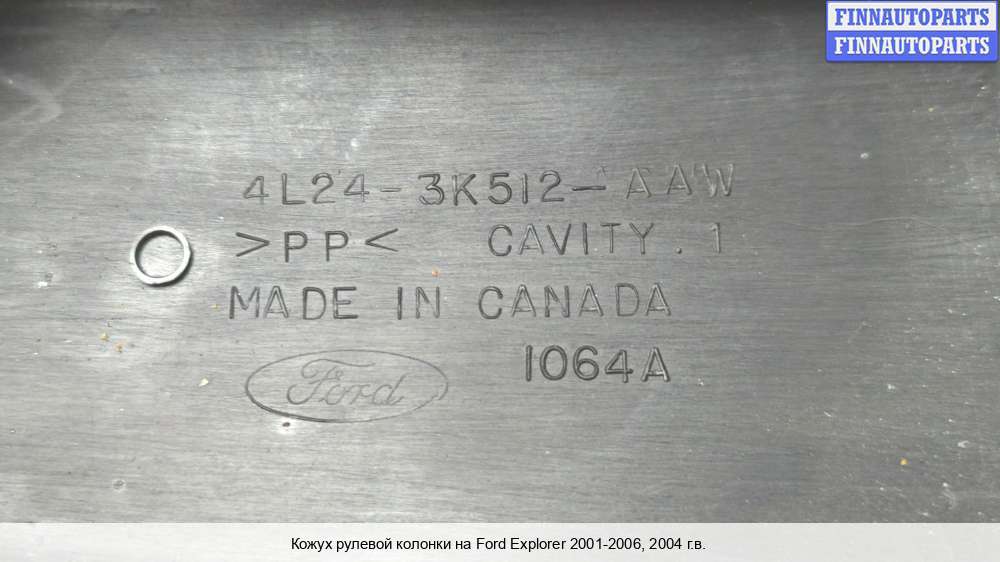 FINNAUTOPARTS
FINNAUTOPARTS
4L24-3K512-AAW
>PP< CAVITY . 1
MADE IN CANADA
Ford 1064A
Кожух рулевой колонки на Ford Explorer 2001-2006, 2004 г.в.